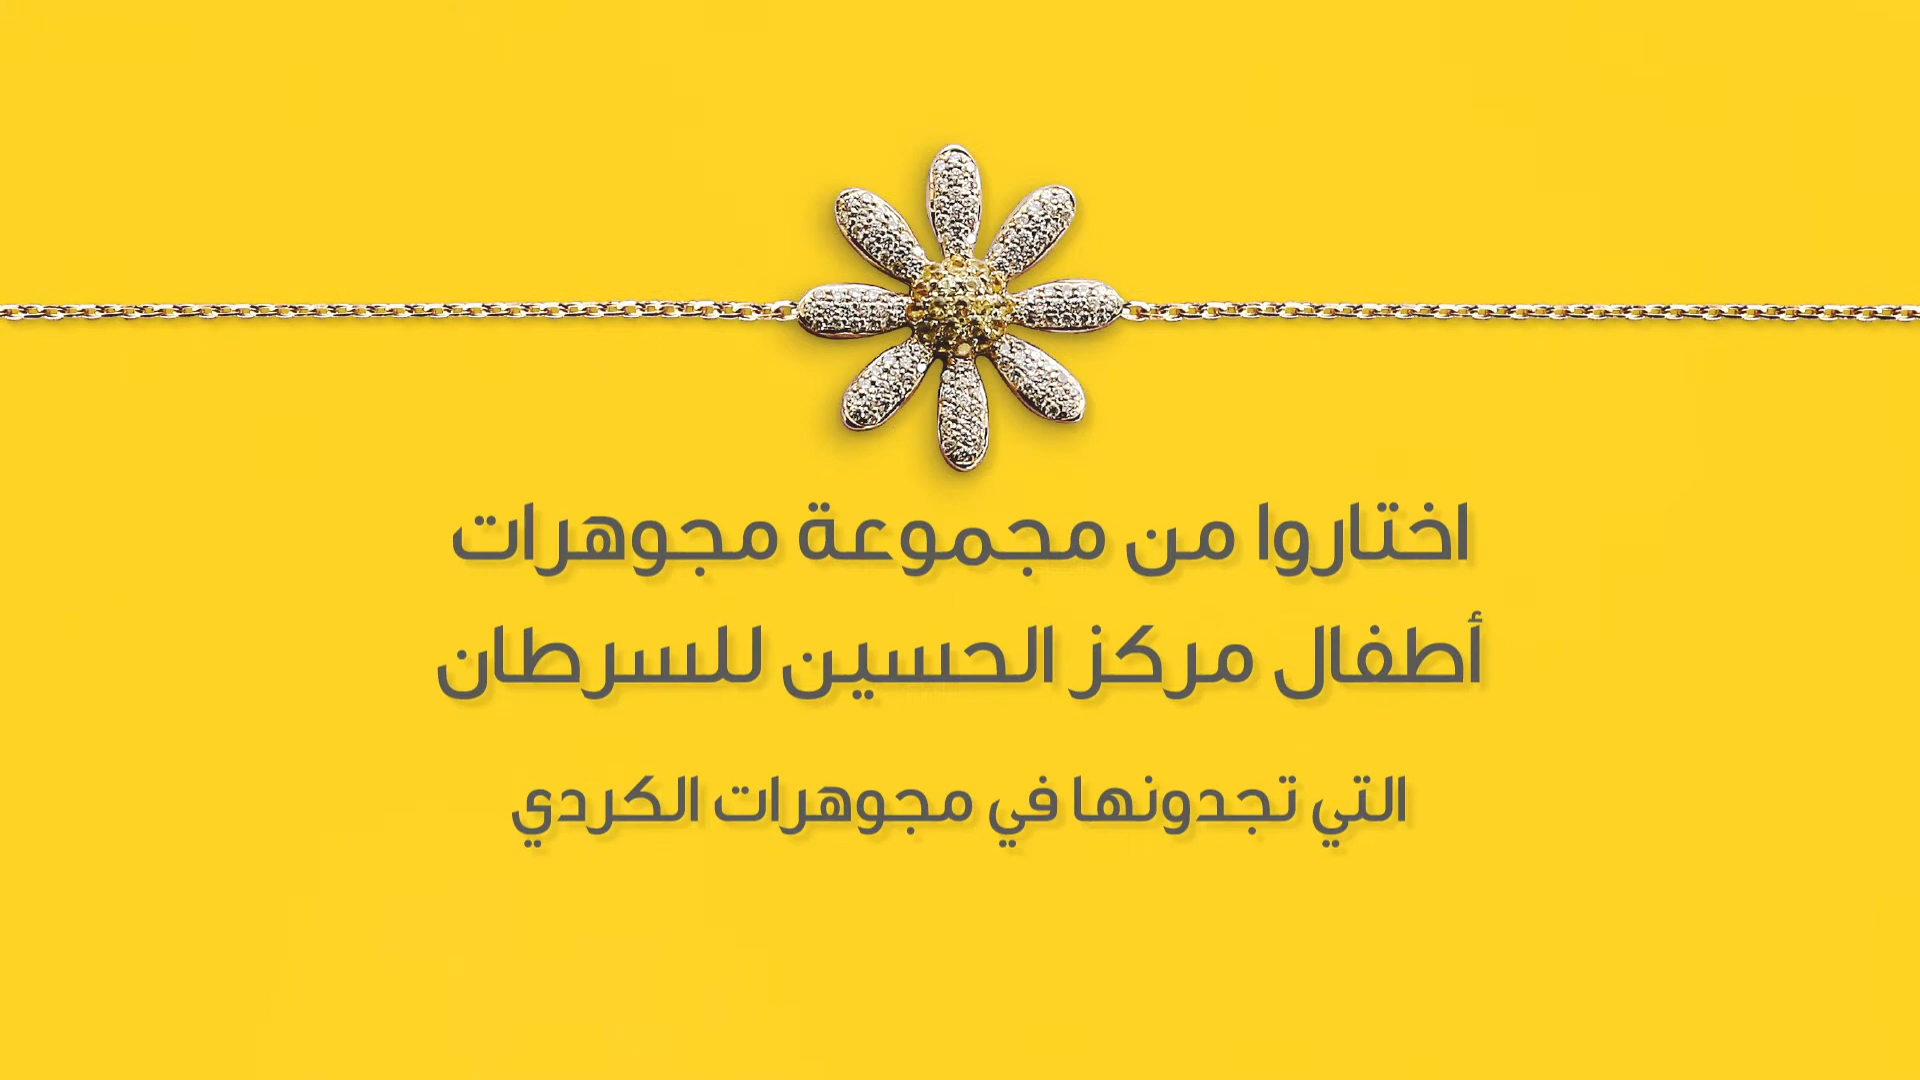 اختاروا من مجموعة مجوهرات
أطفال مركز الحسين للسرطان
التي تجدونها في مجوهرات الكردي